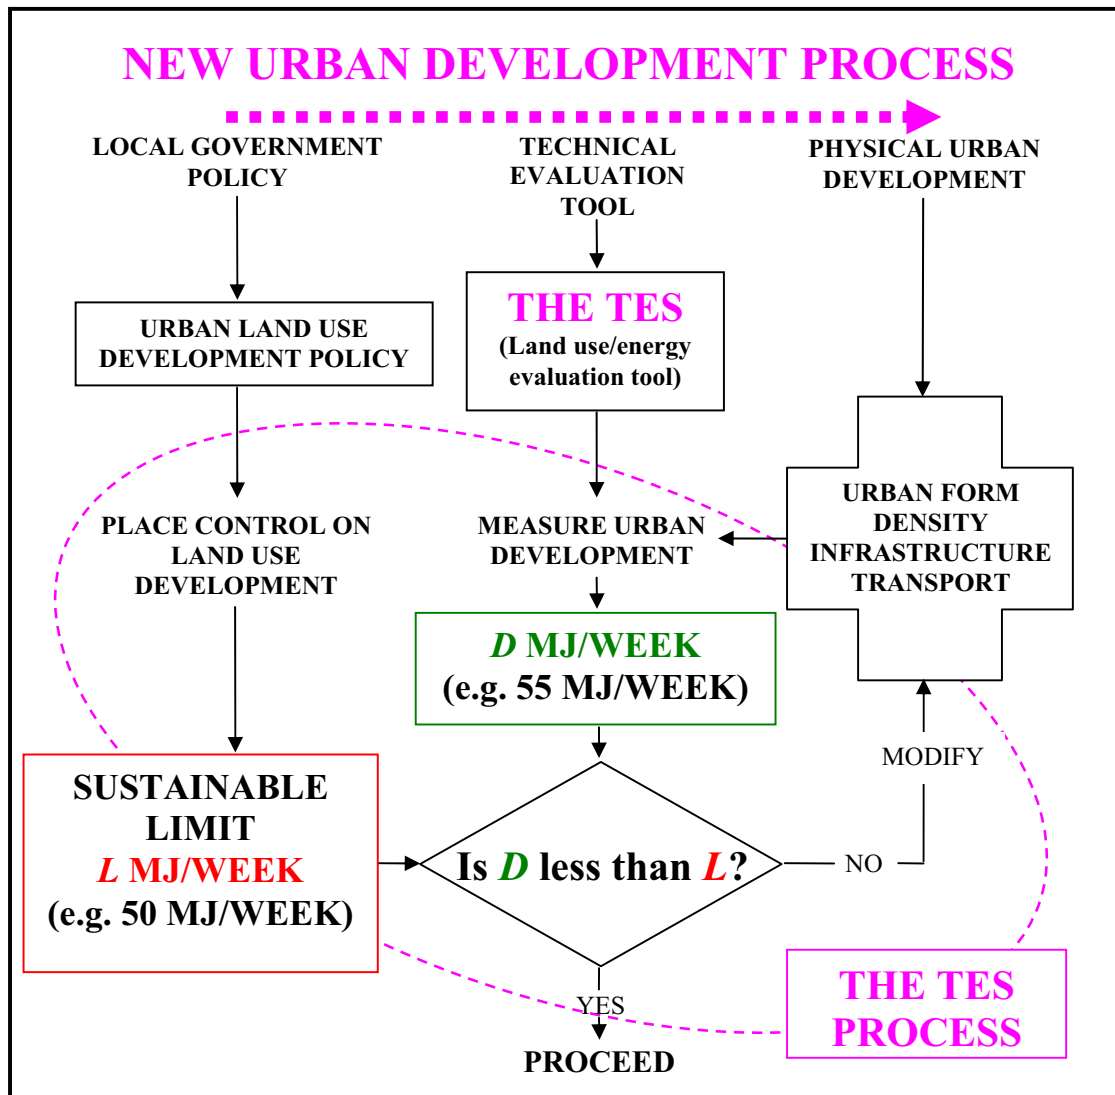 NEW URBAN DEVELOPMENT PROCESS
LOCAL GOVERNMENT
POLICY
TECHNICAL
EVALUATION
TOOL
PHYSICAL URBAN
DEVELOPMENT
URBAN LAND USE
DEVELOPMENT POLICY
THE TES
(Land use/energy
evaluation tool)
URBAN FORM
DENSITY
INFRASTRUCTURE
TRANSPORT
PLACE CONTROL ON
LAND USE
DEVELOPMENT
MEASURE URBAN
DEVELOPMENT
D MJ/WEEK
(e.g. 55 MJ/WEEK)
SUSTAINABLE
LIMIT
L MJ/WEEK
(e.g. 50 MJ/WEEK)
Is D less than L?
NO
MODIFY
YES
PROCEED
THE TES
PROCESS